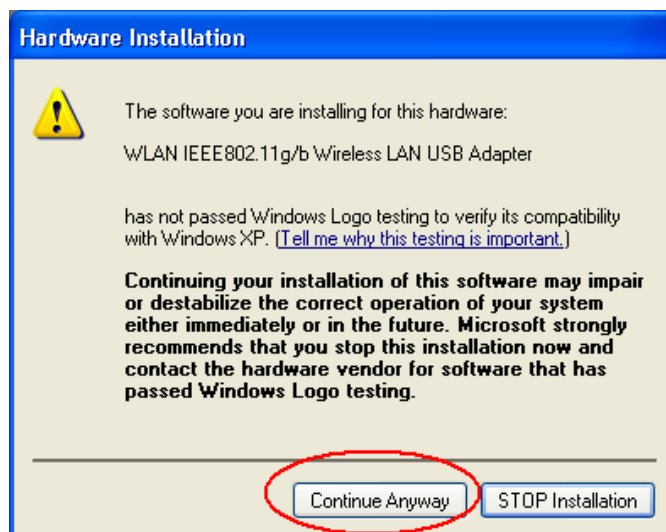 Hardware Installation
The software you are installing for this hardware:
WLAN IEEE802.11g/b Wireless LAN USB Adapter
has not passed Windows Logo testing to verify its compatibility
with Windows XP. (Tell me why this testing is important.)
Continuing your installation of this software may impair
or destabilize the correct operation of your system
either immediately or in the future. Microsoft strongly
recommends that you stop this installation now and
contact the hardware vendor for software that has
passed Windows Logo testing.
Continue Anyway STOP Installation